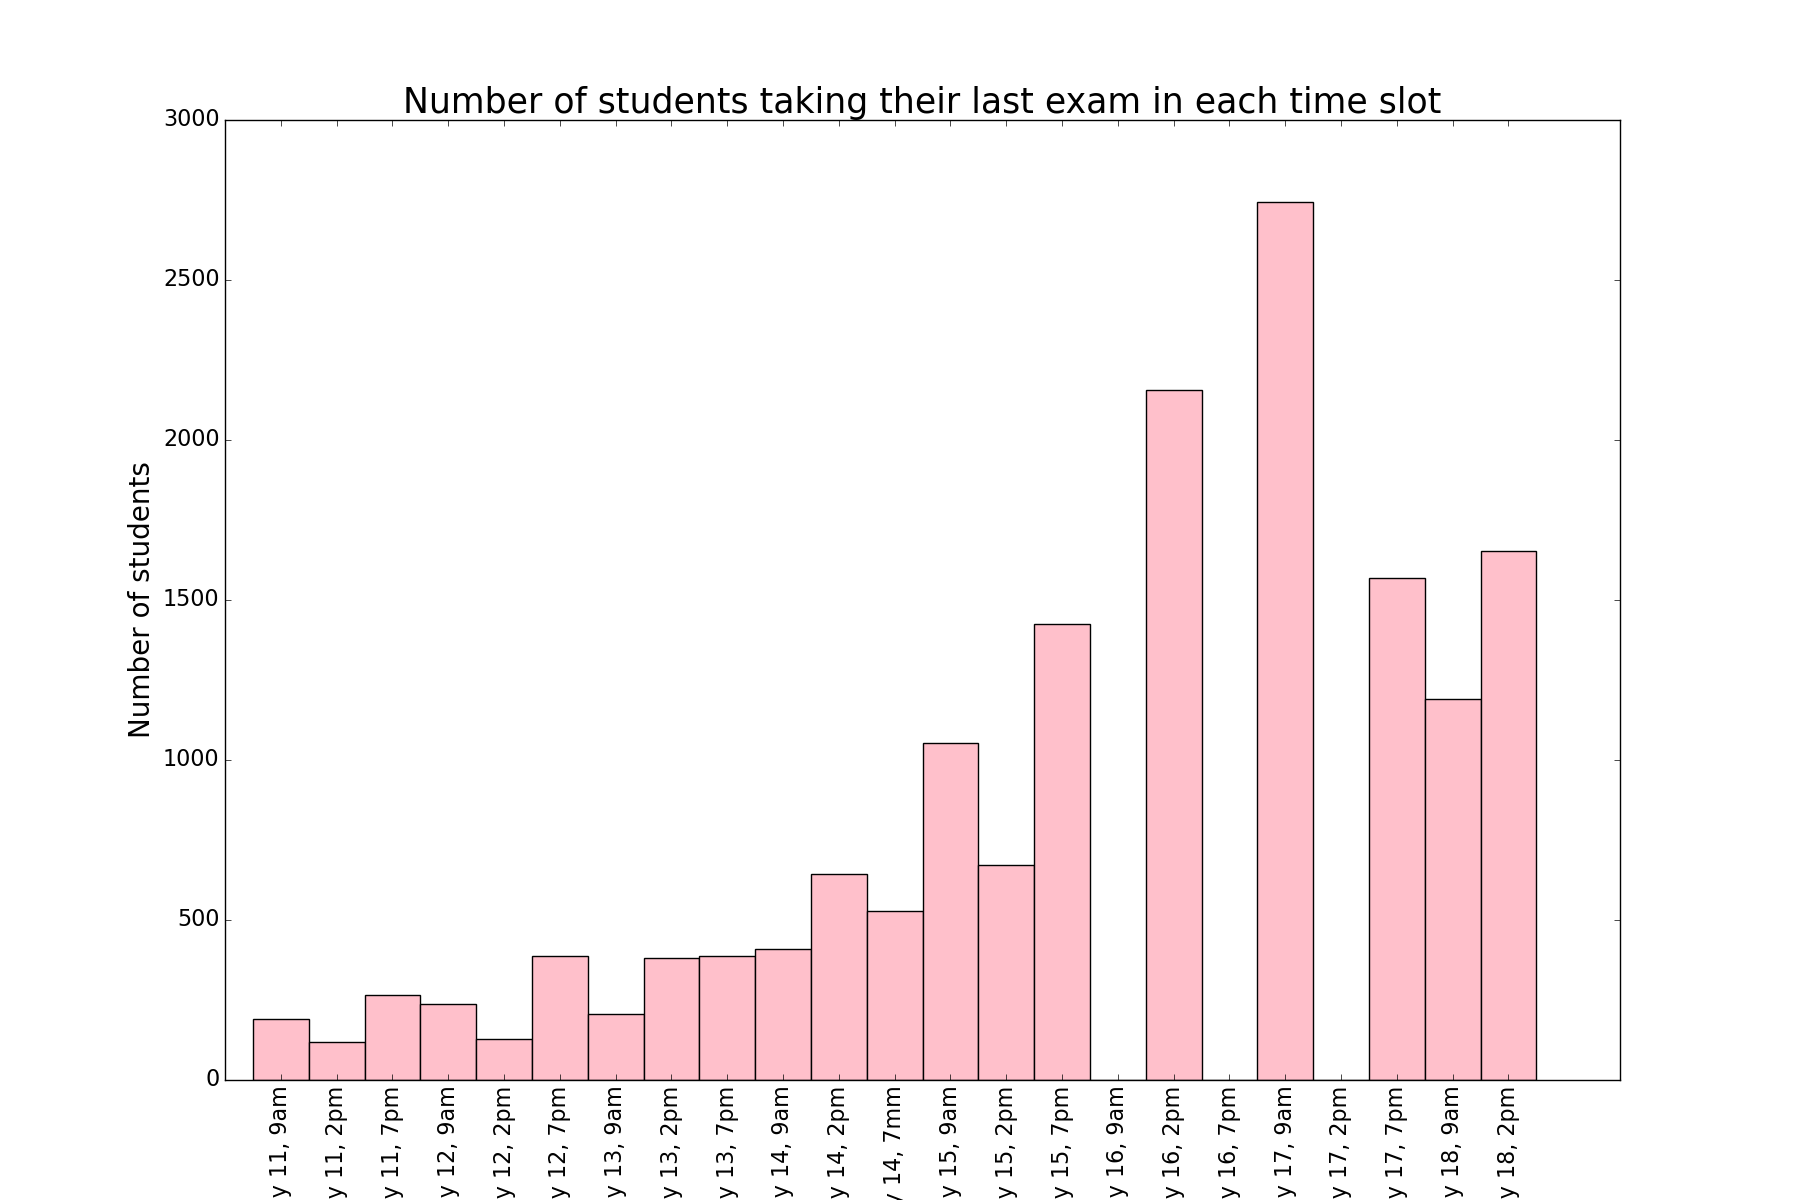 Number of students taking their last exam in each time slot
3000
2500
2000
1500
1000
500
0
Number of students
y 11, 9am
y 11, 2pm
y 11, 7pm
y 12, 9am
y 12, 2pm
y 12, 7pm
y 13, 9am
y 13, 2pm
y 13, 7pm
y 14, 9am
y 14, 2pm
y 14, 7mm
y 15, 9am
y 15, 2pm
y 15, 7pm
y 16, 9am
y 16, 2pm
y 16, 7pm
y 17, 9am
y 17, 2pm
y 17, 7pm
y 18, 9am
y 18, 2pm